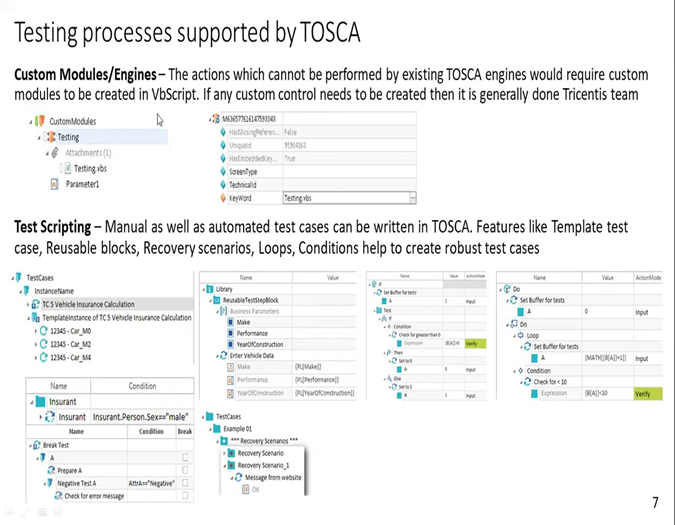 Testing processes supported by TOSCA
Custom Modules/Engines – The actions which cannot be performed by existing TOSCA engines would require custom
modules to be created in VbScript. If any custom control needs to be created then it is generally done Tricentis team
CustomModules
Testing
Attachments (1)
Testing.vbs
Parameter1
HasMissingReferen... False
UniqueId
HasEmbeddedKey... True
ScreenType
TechnicalId
KeyWord Testing.vbs
Test Scripting – Manual as well as automated test cases can be written in TOSCA. Features like Template test
case, Reusable blocks, Recovery scenarios, Loops, Conditions help to create robust test cases
TestCases
InstanceName
TC 5 Vehicle Insurance Calculation
TemplateInstance of TC5 Vehicle Insurance Calculation
12345 - Car_M0
12345 - Car_M2
12345 - Car_M4
Name Value
Library
ReusableTestStepBlock
Business Parameters
Make
Performance
YearOfConstruction
Enter Vehicle Data
Make {PL[Make]}
Performance {PL[Performance]}
YearOfConstruction {PL[YearOfConstruction]}
Name Value ActionMode
If
Set Buffer for tests
A 1 Input
Test
If
Condition
Check for greater than 0
Expression {B[A]}>0 Verify
Then
Set to 0
A 0 Input
Else
Set to 1
A 1 Input
Name Value ActionMode
Do
Set Buffer for tests
A 0 Input
Do
Loop
Set Buffer for tests
A {MATH[{B[A]}+1]} Input
Condition
Check for <10
Expression {B[A]}<10 Verify
Name Condition
Insurant
Insurant Insurant.Person.Sex=="male"
Name Condition Break
Break Test
A
Prepare A
Negative Test A AttrA=="Negative"
Check for error message
TestCases
Example 01
*** Recovery Scenarios ***
Recovery Scenario
Recovery Scenario_1
Message from website
OK
7